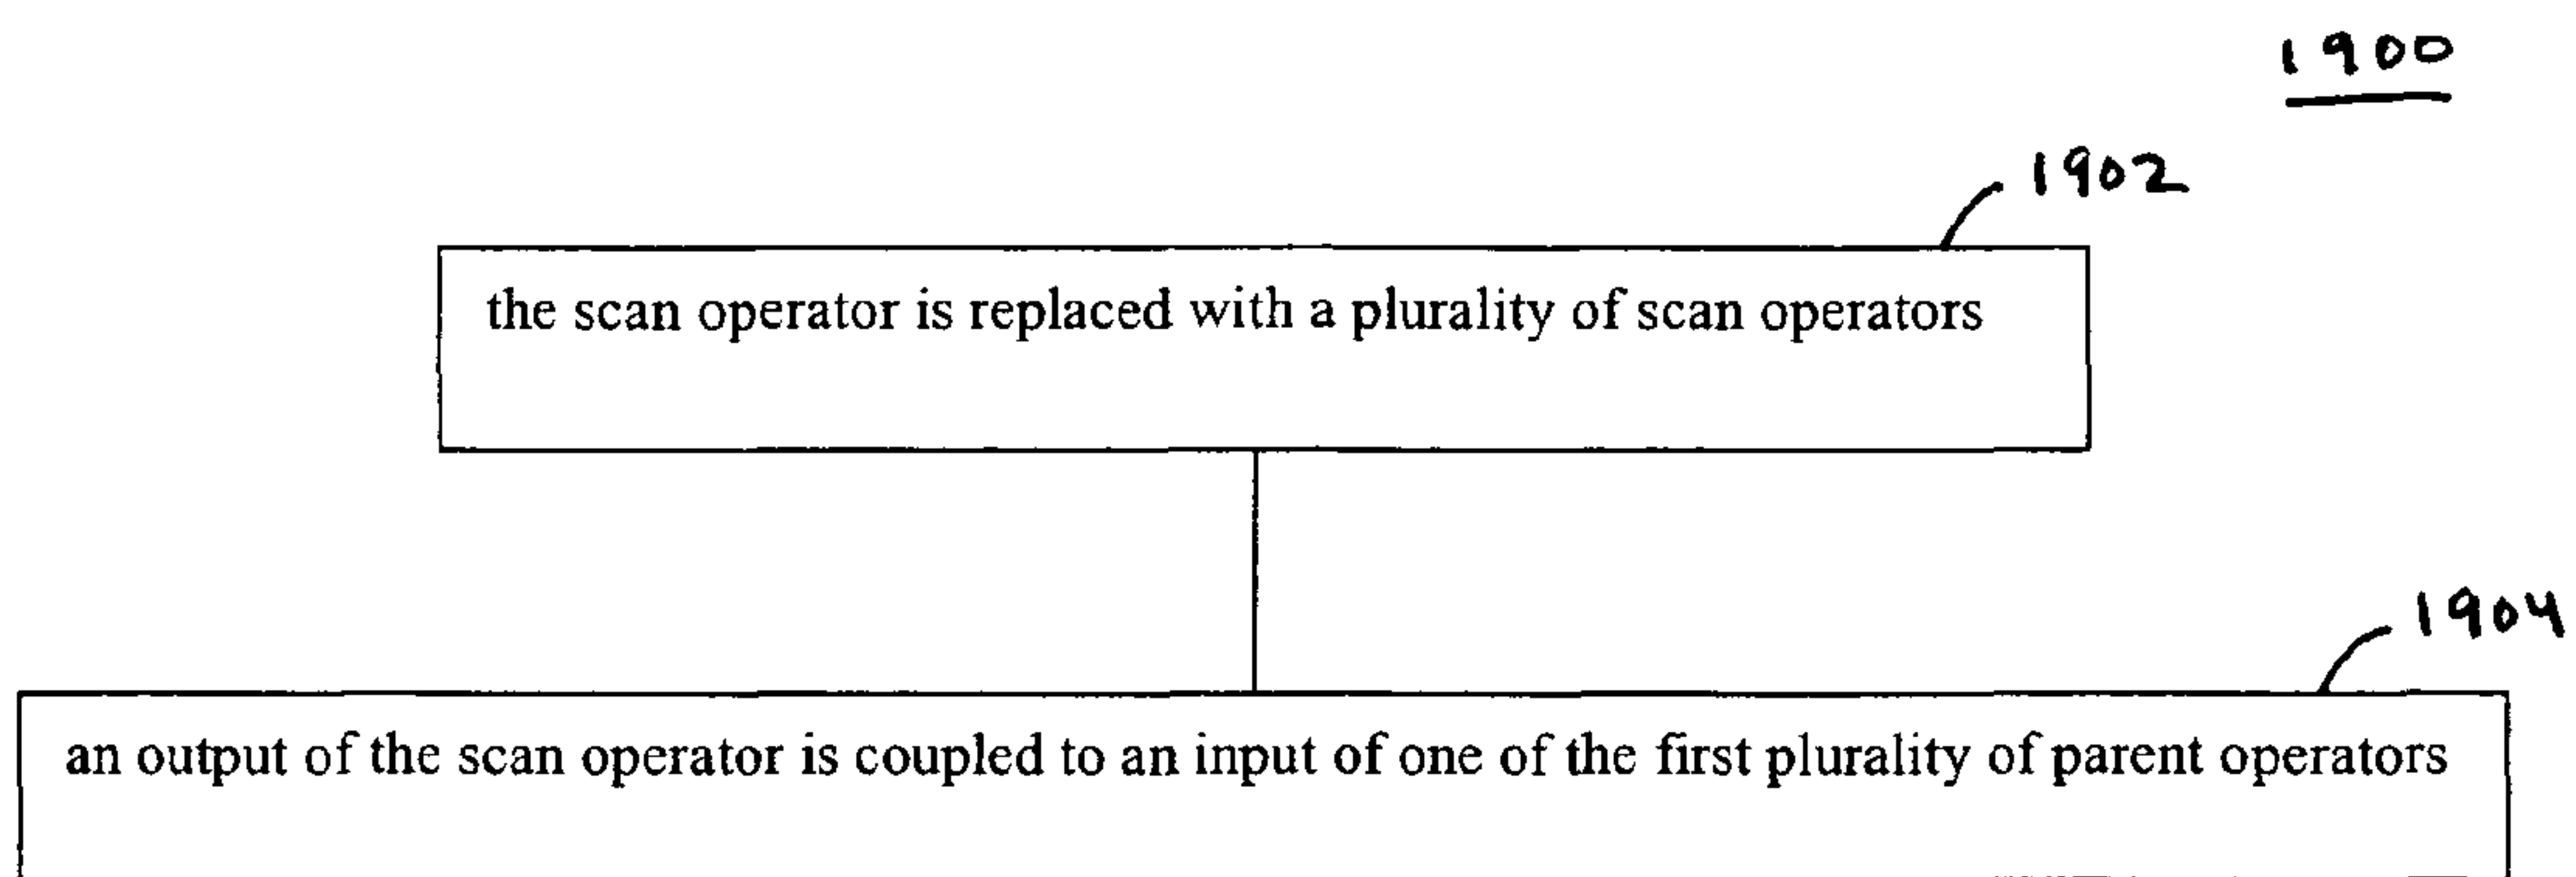 1900
1902
the scan operator is replaced with a plurality of scan operators
1904
an output of the scan operator is coupled to an input of one of the first plurality of parent operators